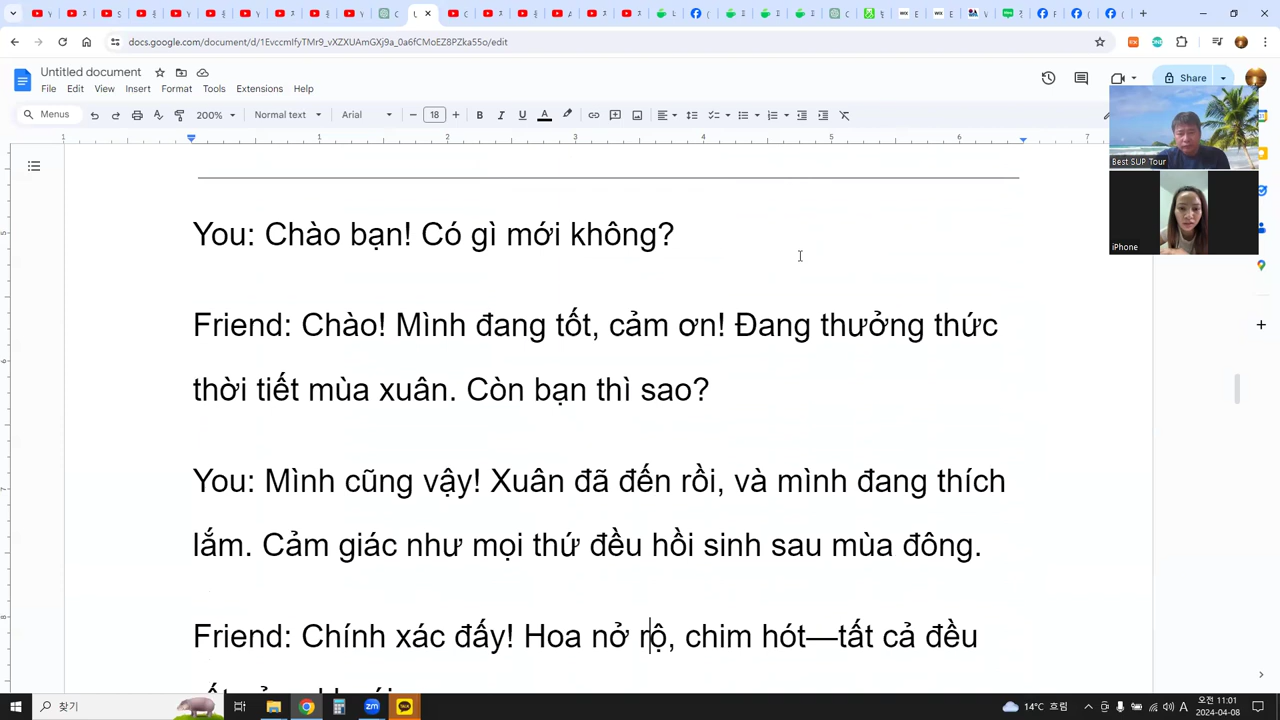 docs.google.com/document/d/1EvccmIfyTMr9_vXZXUAmGXj9a_0a6fCMoEZ8PZka55o/edit
Untitled document
File Edit View Insert Format Tools Extensions Help
Share
Menus 200% Normal text Arial 18
Best SUP Tour
iPhone
You: Chào bạn! Có gì mới không?
Friend: Chào! Mình đang tốt, cảm ơn! Đang thưởng thức
thời tiết mùa xuân. Còn bạn thì sao?
You: Mình cũng vậy! Xuân đã đến rồi, và mình đang thích
lắm. Cảm giác như mọi thứ đều hồi sinh sau mùa đông.
Friend: Chính xác đấy! Hoa nở rộ, chim hót—tất cả đều
찾기
14°C 흐림
A
오전 11:01
2024-04-08